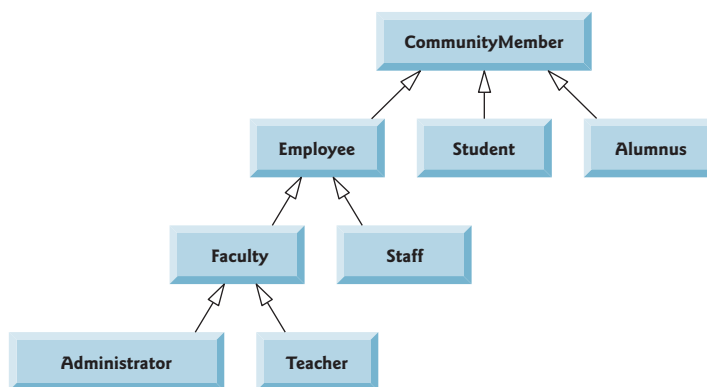 CommunityMember
Employee
Student
Alumnus
Faculty
Staff
Administrator
Teacher